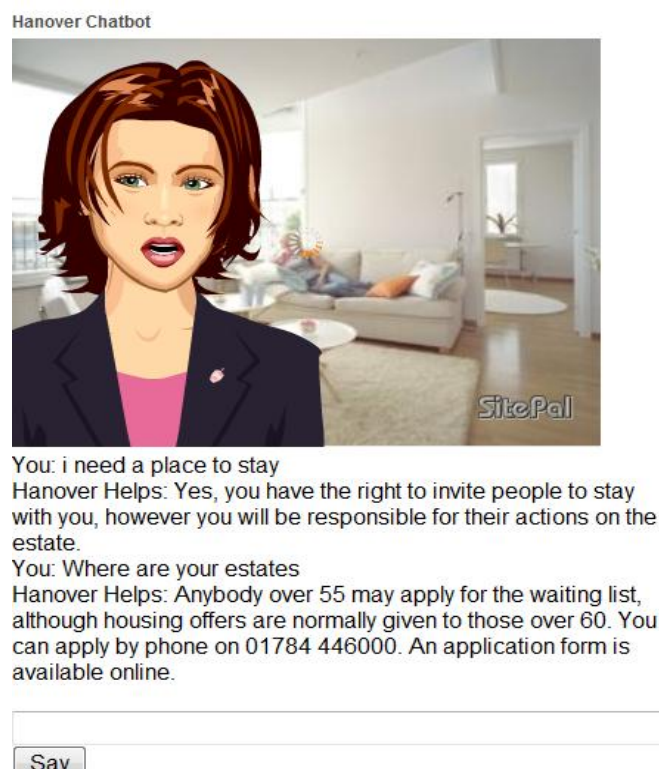 Hanover Chatbot
SitePal
You: i need a place to stay
Hanover Helps: Yes, you have the right to invite people to stay
with you, however you will be responsible for their actions on the
estate.
You: Where are your estates
Hanover Helps: Anybody over 55 may apply for the waiting list,
although housing offers are normally given to those over 60. You
can apply by phone on 01784 446000. An application form is
available online.
Say